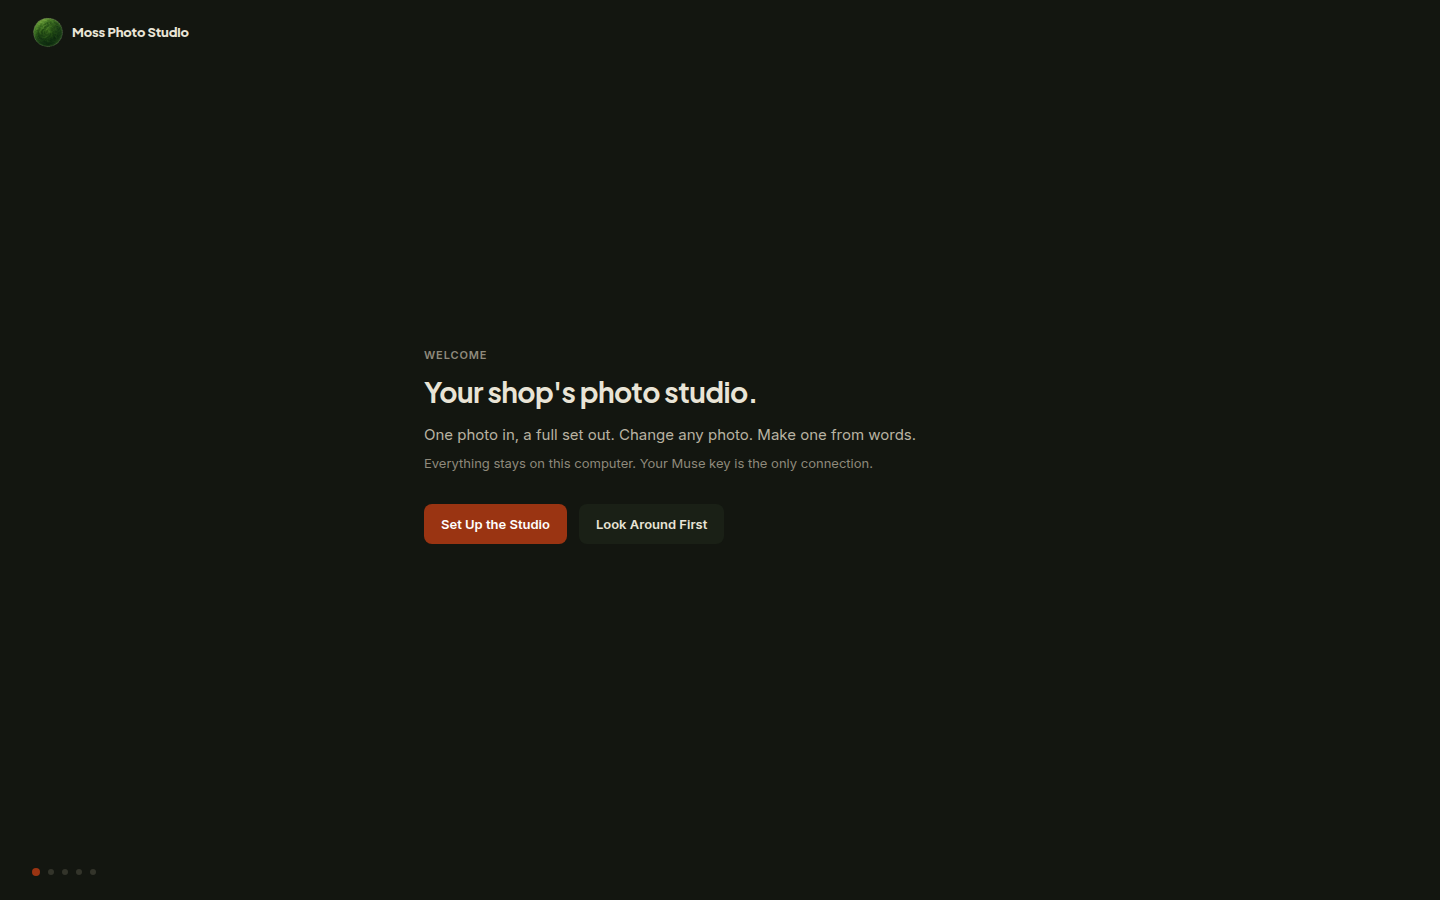 Moss Photo Studio
WELCOME
Your shop's photo studio.
One photo in, a full set out. Change any photo. Make one from words.
Everything stays on this computer. Your Muse key is the only connection.
Set Up the Studio
Look Around First